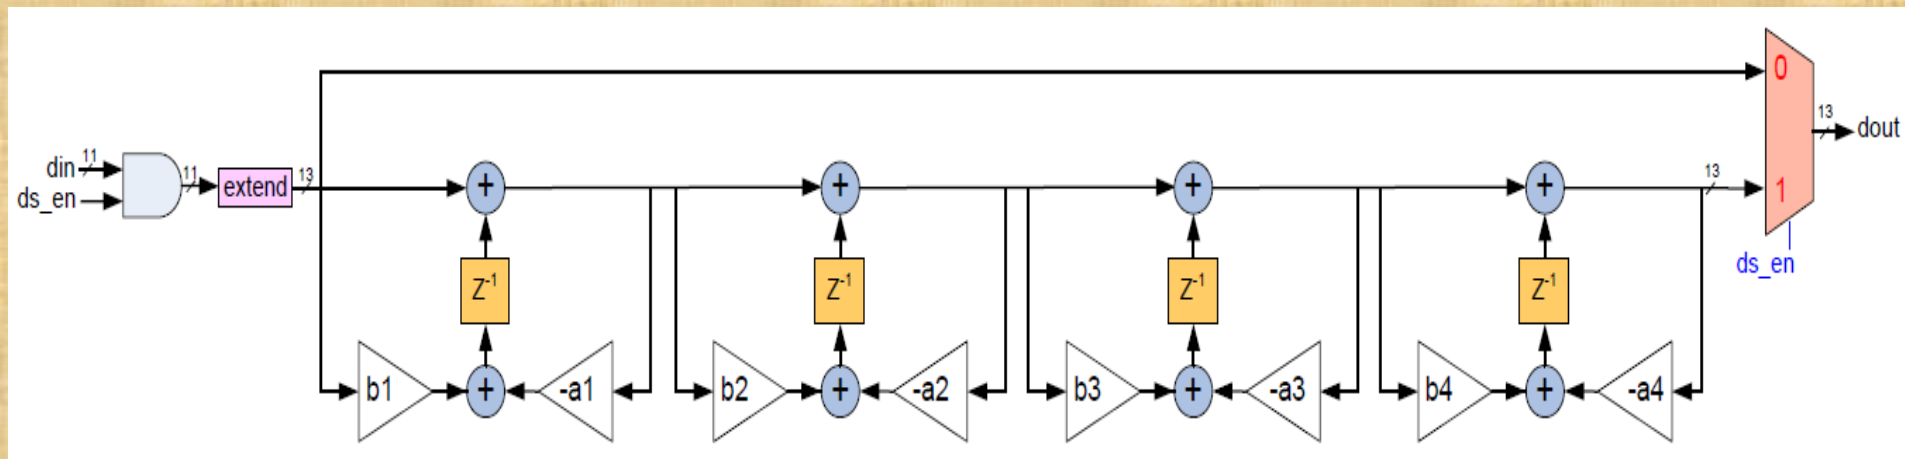 0
13
din 11
11
extend 13
+
+
+
+
13
1
13
dout
ds_en
Z-1
Z-1
Z-1
Z-1
ds_en
b1
+
-a1
b2
+
-a2
b3
+
-a3
b4
+
-a4